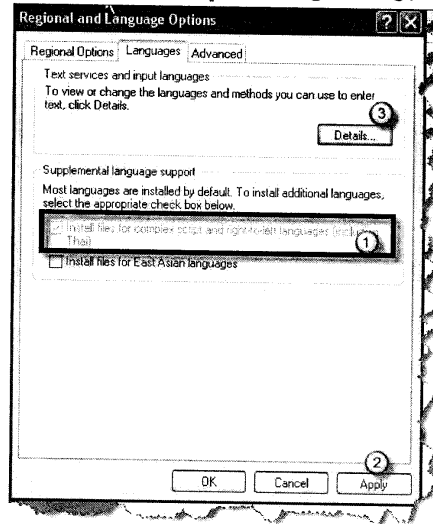 Regional and Language Options
Regional Options Languages Advanced
Text services and input languages
To view or change the languages and methods you can use to enter
text, click Details.
3
Details...
Supplemental language support
Most languages are installed by default. To install additional languages,
select the appropriate check box below.
Install files for complex script and right-to-left languages (including
Thai)
1
Install files for East Asian languages
2
OK Cancel Apply